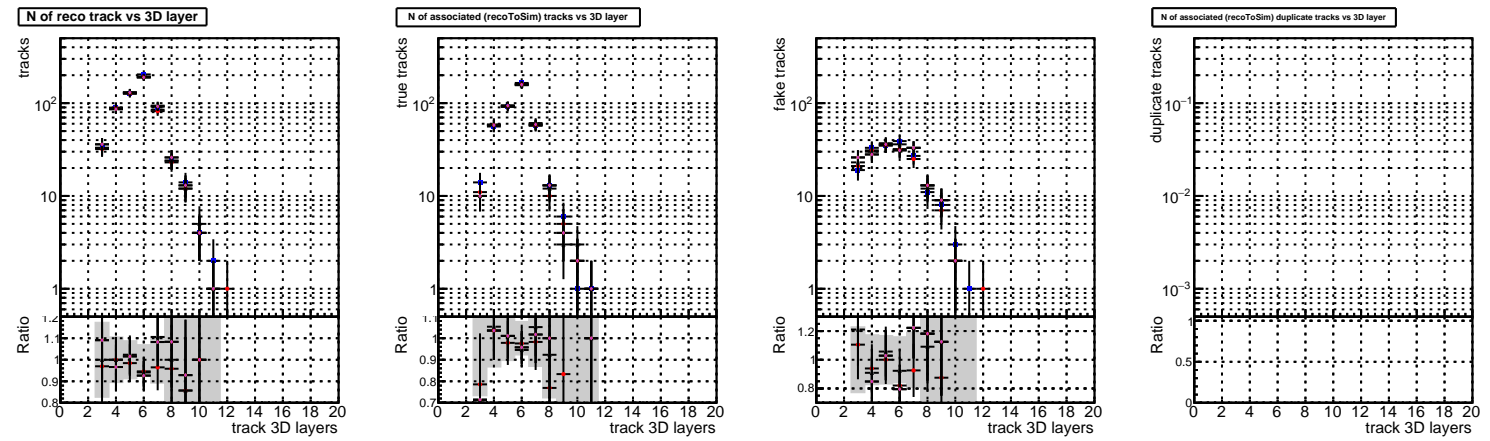 N of reco track vs 3D layer
tracks
10²
10
1
Ratio
1.2
1.1
1
0.9
0.8
0 2 4 6 8 10 12 14 16 18 20
track 3D layers
N of associated (recoToSim) tracks vs 3D layer
true tracks
10²
10
1
Ratio
1.1
1
0.9
0.8
0.7
0 2 4 6 8 10 12 14 16 18 20
track 3D layers
fake tracks
10²
10
1
Ratio
1.2
1
0.8
0 2 4 6 8 10 12 14 16 18 20
track 3D layers
N of associated (recoToSim) duplicate tracks vs 3D layer
duplicate tracks
10⁻¹
10⁻²
10⁻³
Ratio
1
0.5
0
0 2 4 6 8 10 12 14 16 18 20
track 3D layers